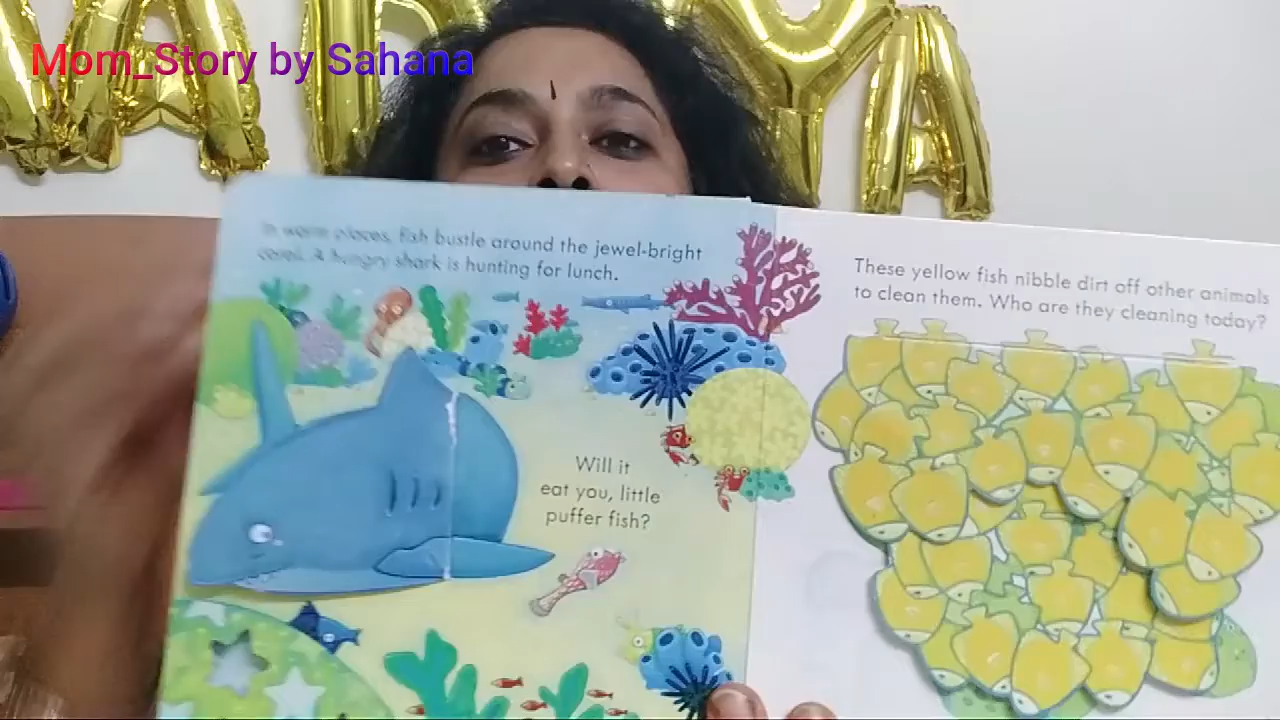 Mom_Story by Sahana
YA
In warm places, fish bustle around the jewel-bright
coral. A hungry shark is hunting for lunch.
Will it
eat you, little
puffer fish?
These yellow fish nibble dirt off other animals
to clean them. Who are they cleaning today?